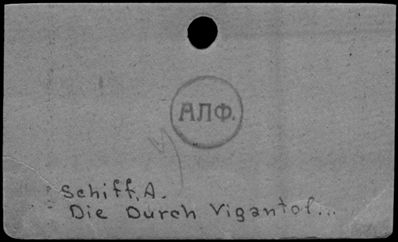 АЛФ.
Schiff, A.
Die Durch Vigantol...